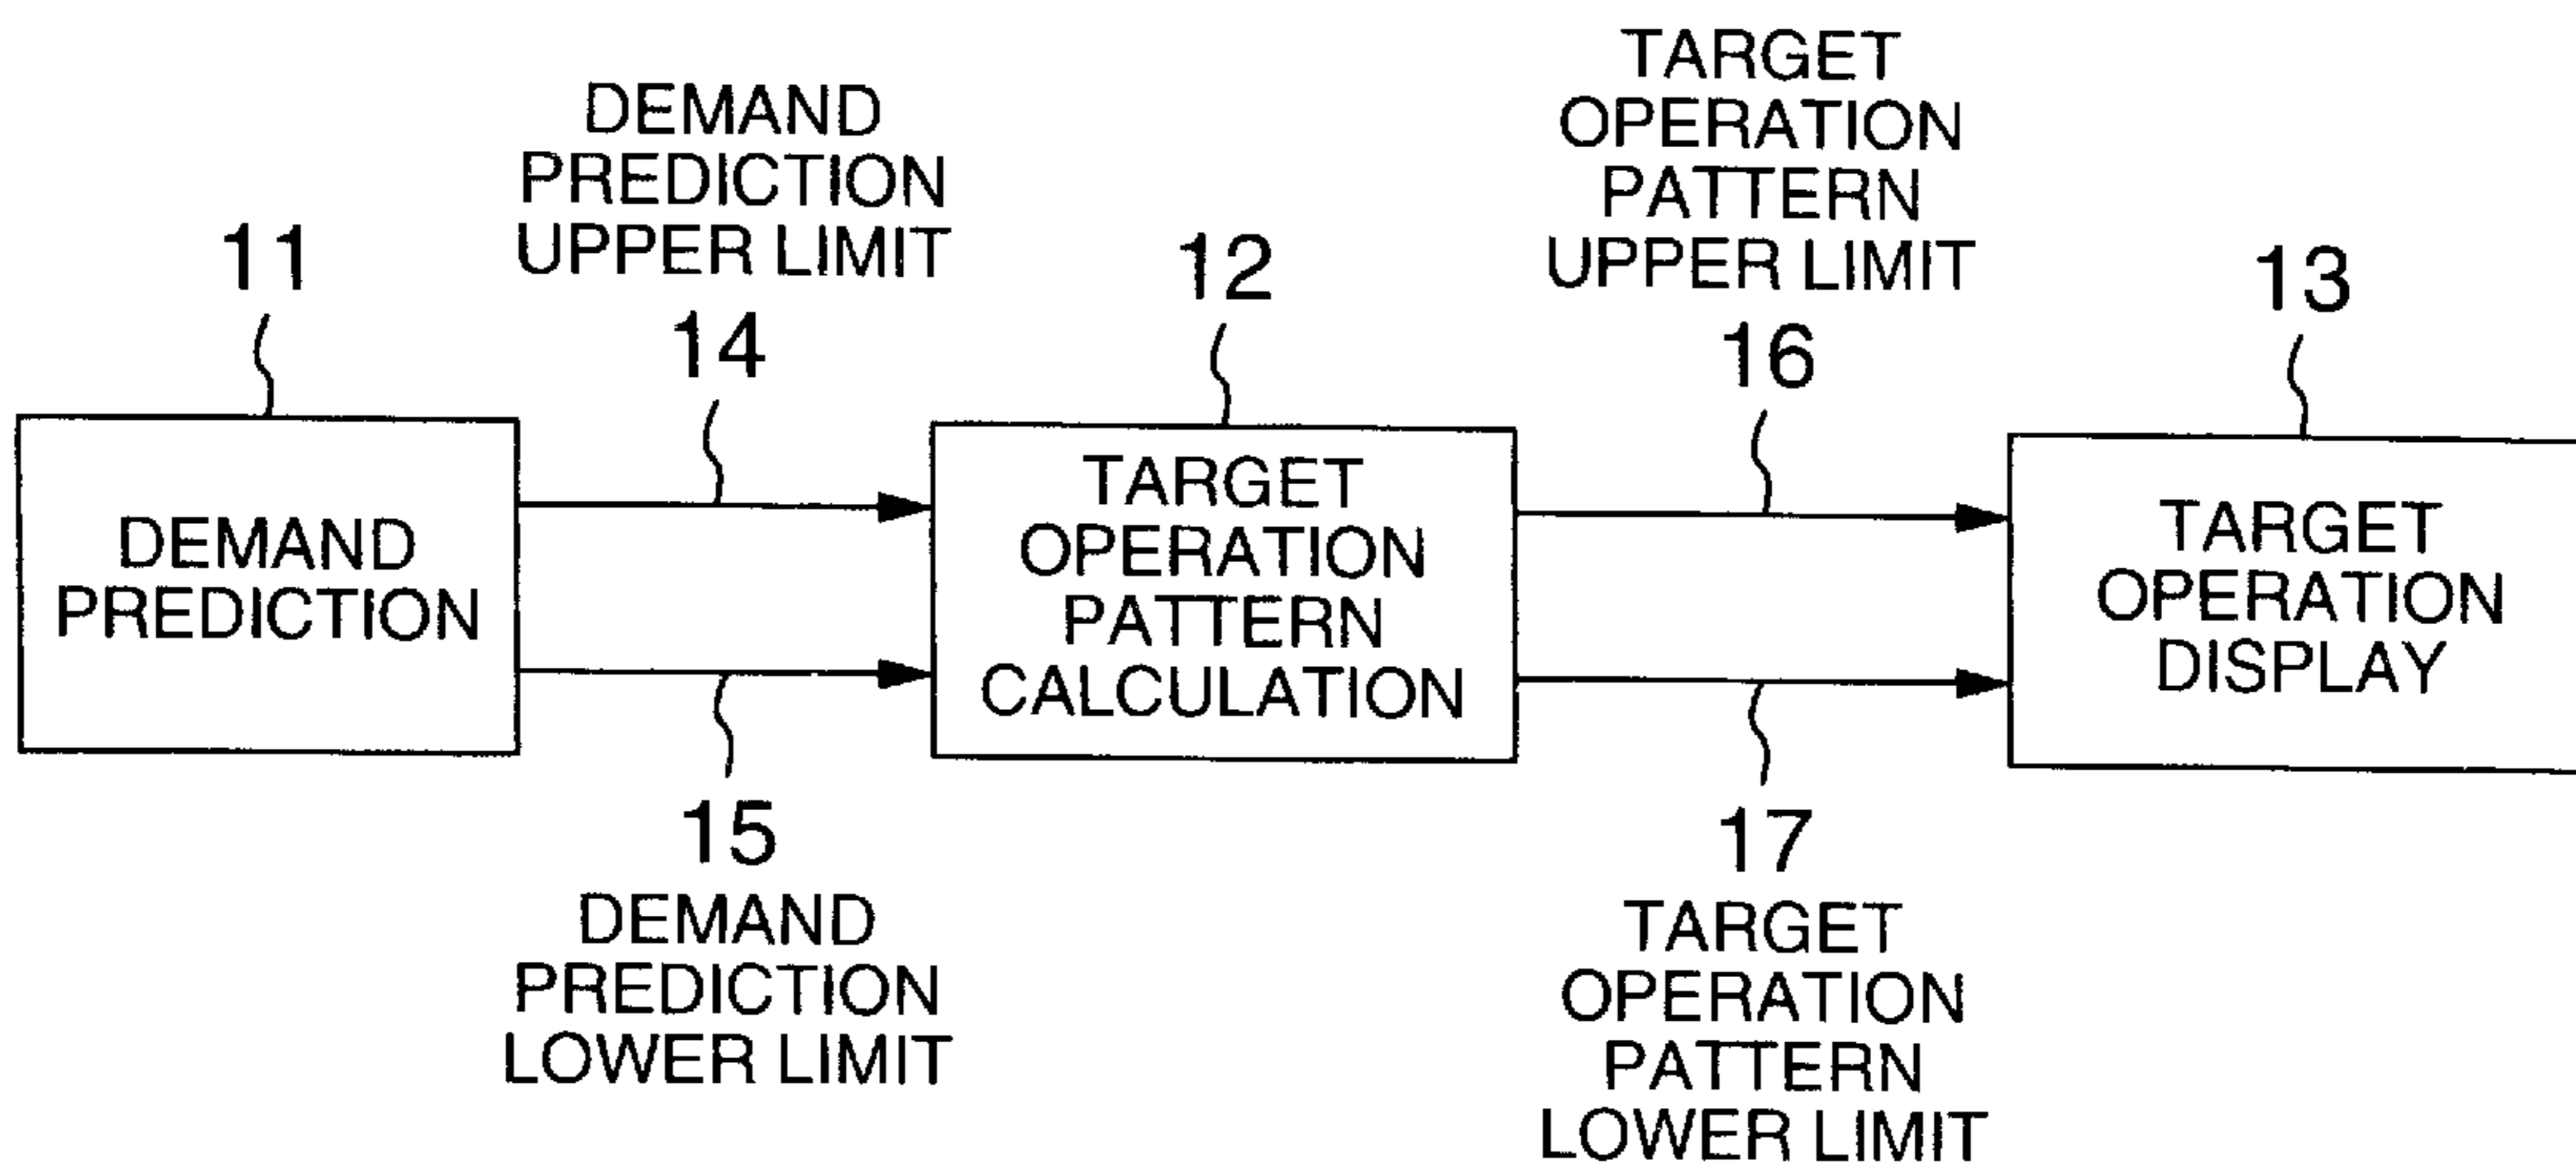 11
DEMAND
PREDICTION
DEMAND
PREDICTION
UPPER LIMIT
14
15
DEMAND
PREDICTION
LOWER LIMIT
12
TARGET
OPERATION
PATTERN
CALCULATION
TARGET
OPERATION
PATTERN
UPPER LIMIT
16
17
TARGET
OPERATION
PATTERN
LOWER LIMIT
13
TARGET
OPERATION
DISPLAY